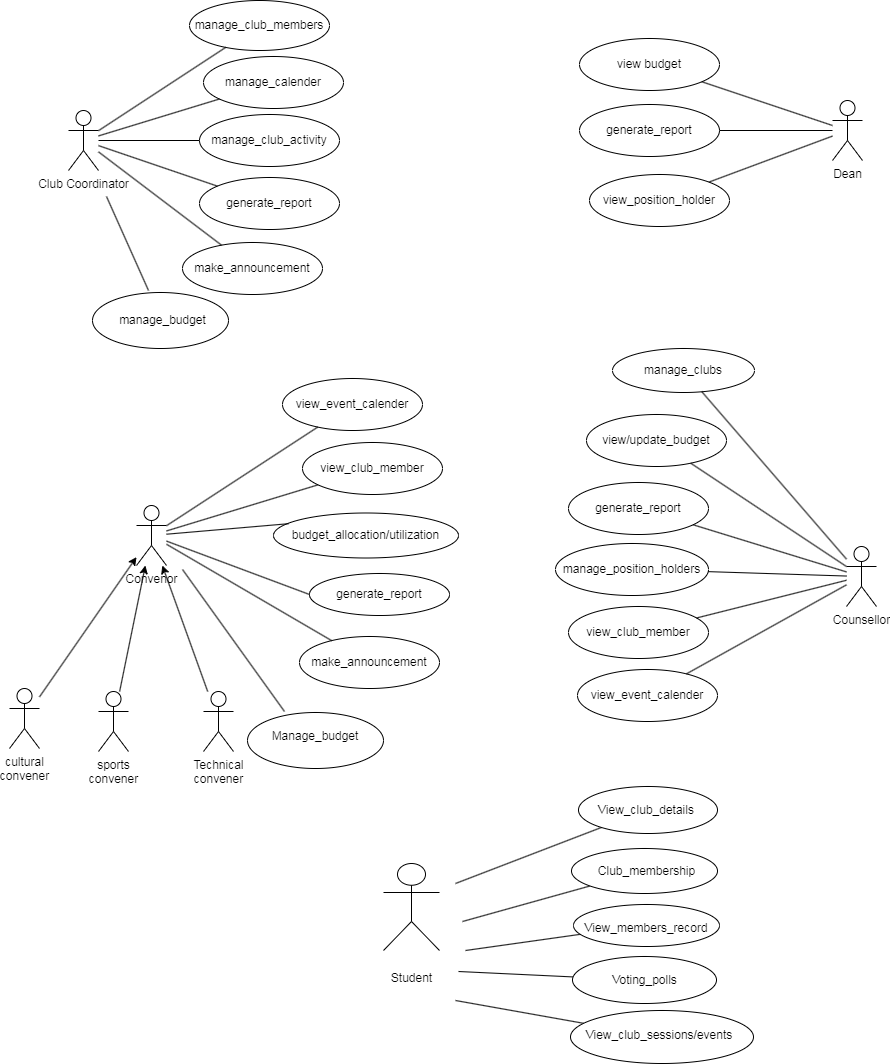 manage_club_members
manage_calender
manage_club_activity
Club Coordinator
generate_report
make_announcement
manage_budget
view budget
generate_report
Dean
view_position_holder
view_event_calender
view_club_member
budget_allocation/utilization
Convenor
generate_report
make_announcement
Manage_budget
cultural
convener
sports
convener
Technical
convener
manage_clubs
view/update_budget
generate_report
manage_position_holders
Counsellor
view_club_member
view_event_calender
View_club_details
Club_membership
View_members_record
Student
Voting_polls
View_club_sessions/events